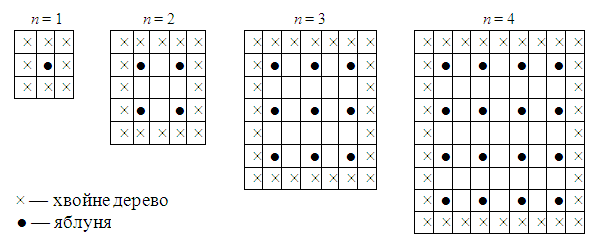 n = 1 n = 2 n = 3 n = 4
× — хвойне дерево
● — яблуня